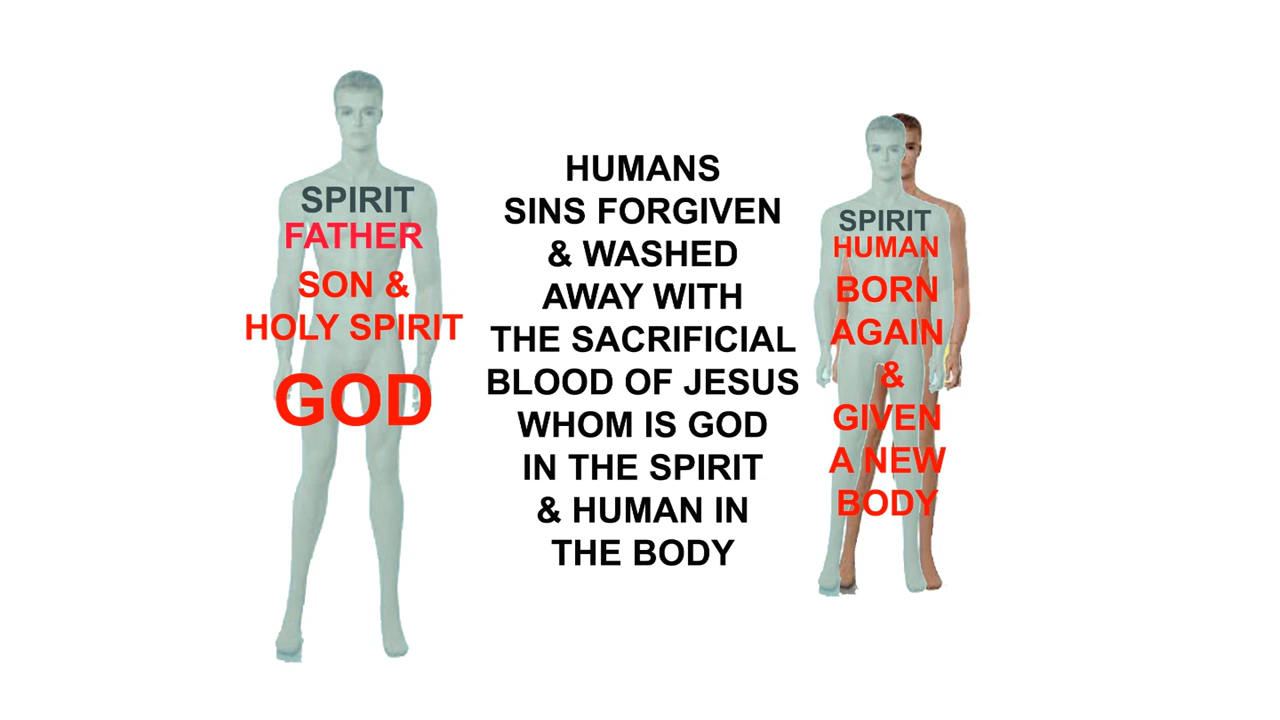 SPIRIT
FATHER
SON &
HOLY SPIRIT
GOD
HUMANS
SINS FORGIVEN
& WASHED
AWAY WITH
THE SACRIFICIAL
BLOOD OF JESUS
WHOM IS GOD
IN THE SPIRIT
& HUMAN IN
THE BODY
SPIRIT
HUMAN
BORN
AGAIN
&
GIVEN
A NEW
BODY